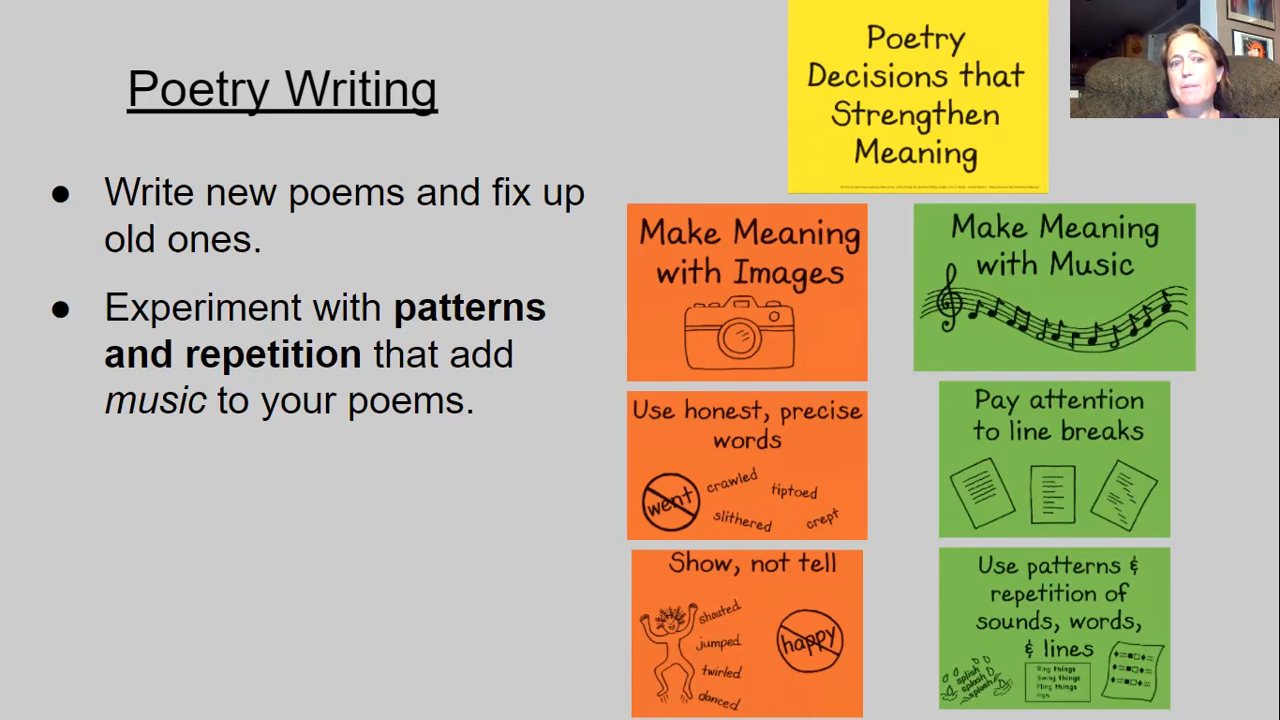 Poetry Writing
● Write new poems and fix up
old ones.
● Experiment with patterns
and repetition that add
music to your poems.
Poetry
Decisions that
Strengthen
Meaning
Make Meaning
with Images
Use honest, precise
words
went
crawled
tiptoed
slithered
crept
Show, not tell
shouted
jumped
twirled
danced
happy
Make Meaning
with Music
Pay attention
to line breaks
Use patterns &
repetition of
sounds, words,
& lines
splish
splash
splosh
Ring things
Swing things
Fling things